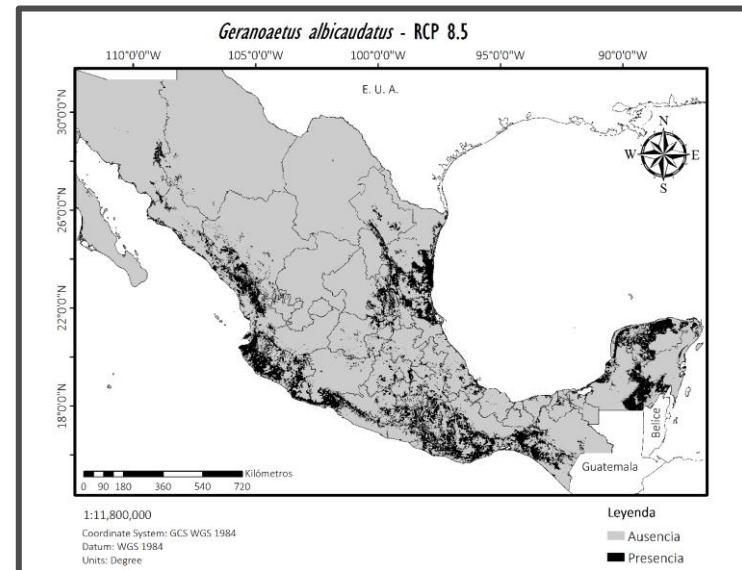 Geranoaetus albicaudatus - RCP 8.5
110°0'0"W 105°0'0"W 100°0'0"W 95°0'0"W 90°0'0"W
E. U. A.
30°0'0"N
26°0'0"N
22°0'0"N
18°0'0"N
N
W E
S
Belice
Guatemala
Kilómetros
0 90 180 360 540 720
1:11,800,000
Coordinate System: GCS WGS 1984
Datum: WGS 1984
Units: Degree
Leyenda
Ausencia
Presencia